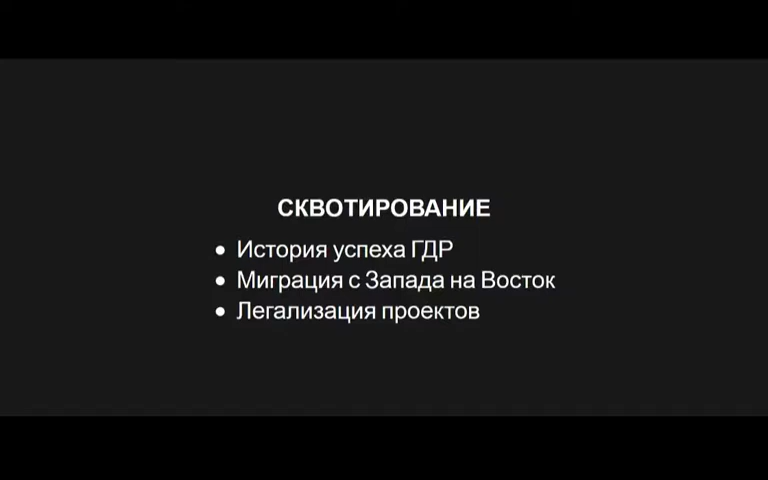 СКВОТИРОВАНИЕ
• История успеха ГДР
• Миграция с Запада на Восток
• Легализация проектов